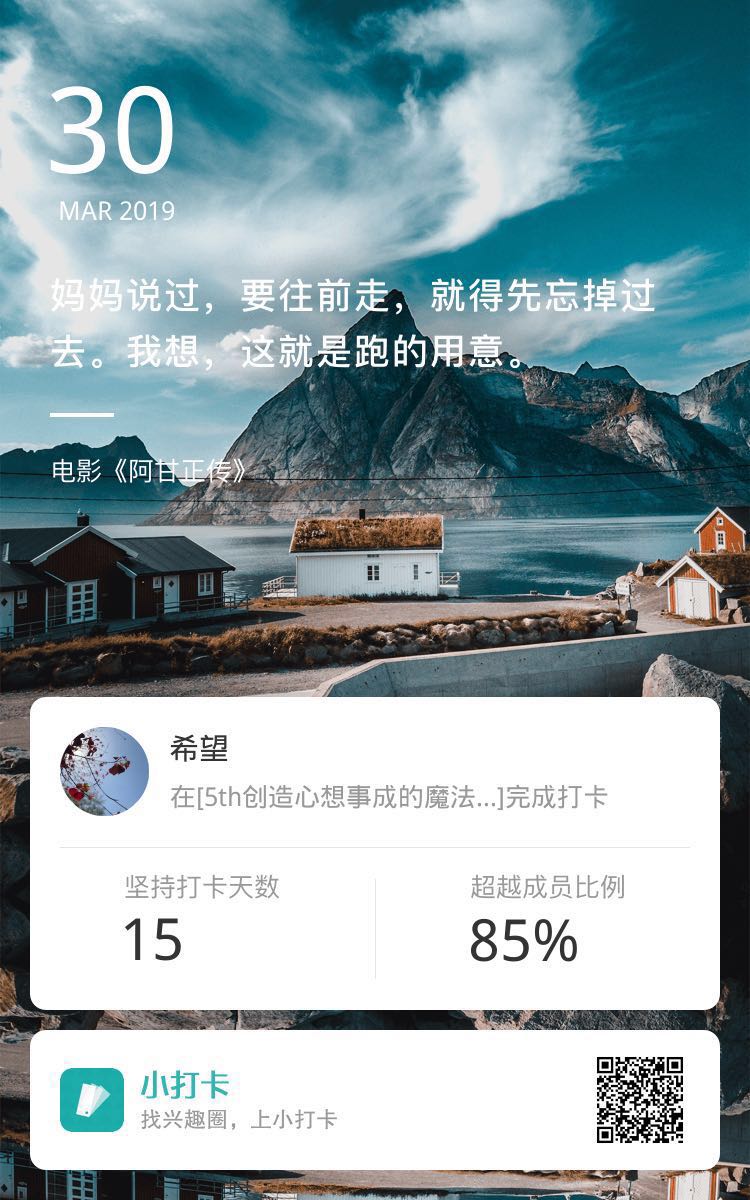 30
MAR 2019
妈妈说过，要往前走，就得先忘掉过
去。我想，这就是跑的用意。
电影《阿甘正传》
希望
在[5th创造心想事成的魔法...]完成打卡
坚持打卡天数
超越成员比例
15
85%
小打卡
找兴趣圈，上小打卡